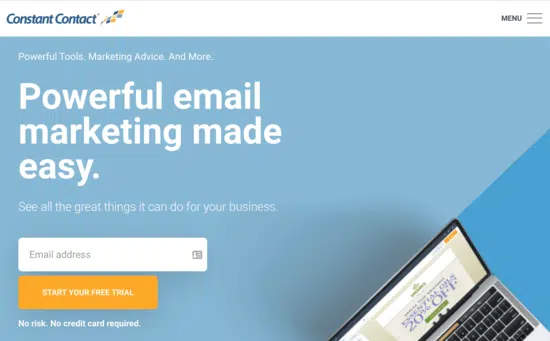 Constant Contact
MENU
Powerful Tools. Marketing Advice. And More.
Powerful email
marketing made
easy.
See all the great things it can do for your business.
Email address
START YOUR FREE TRIAL
No risk. No credit card required.
ESSENTIAL OILS
20% OFF